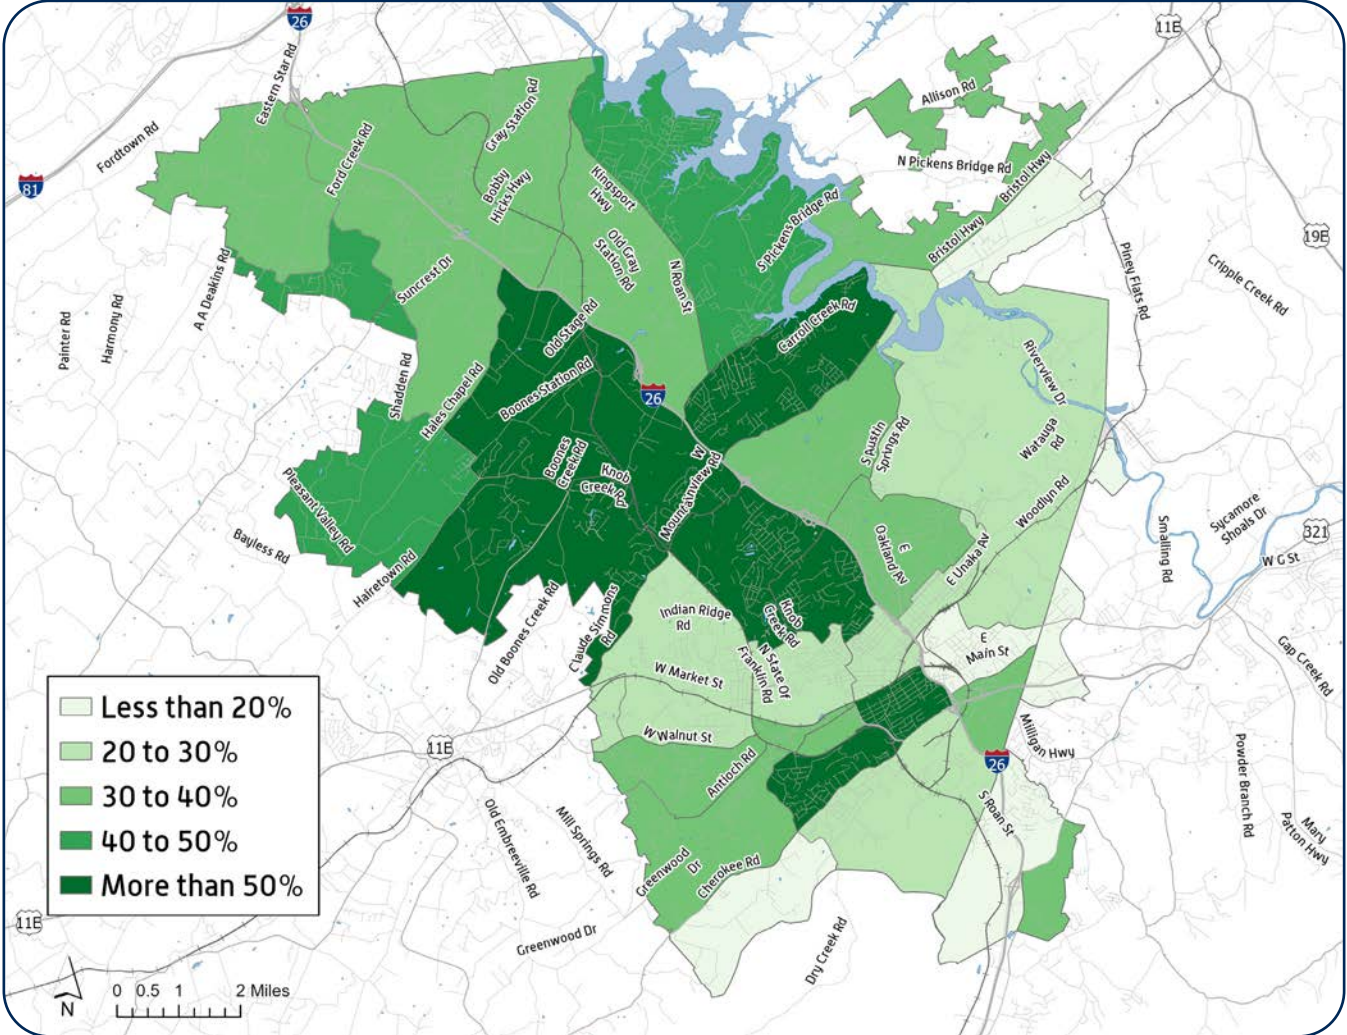 26
11E
Eastern Star Rd
Allison Rd
Gray Station Rd
Fordtown Rd
Ford Creek Rd
N Pickens Bridge Rd
Bristol Hwy
81
Bobby
Hicks Hwy
Kingsport
Hwy
S Pickens Bridge Rd
Bristol Hwy
19E
Old Gray
Station Rd
A A Deakins Rd
Suncrest Dr
N Roan St
Piney Flats Rd
Cripple Creek Rd
Painter Rd
Harmony Rd
Old Stage Rd
Carroll Creek Rd
Shadden Rd
Hales Chapel Rd
Boones Station Rd
26
Riverview Dr
S Austin
Springs Rd
Watauga
Rd
Boones
Creek Rd
Knob
Creek Rd
W
Mountainview Rd
Pleasant Valley Rd
Woodlyn Rd
Bayless Rd
E
Oakland Av
E Unaka Av
Smalling Rd
Sycamore
Shoals Dr
321
W G St
Hairetown Rd
Old Boones Creek Rd
Claude Simmons
Rd
Indian Ridge
Rd
Knob
Creek Rd
E
Main St
Gap Creek Rd
W Market St
N State Of
Franklin Rd
W Walnut St
11E
Antioch Rd
Milligan Hwy
26
Powder Branch Rd
Old Embreeville Rd
Mill Springs Rd
S Roan St
Mary
Patton Hwy
Greenwood
Dr
Cherokee Rd
11E
Greenwood Dr
Dry Creek Rd
Less than 20%
20 to 30%
30 to 40%
40 to 50%
More than 50%
N
0 0.5 1 2 Miles